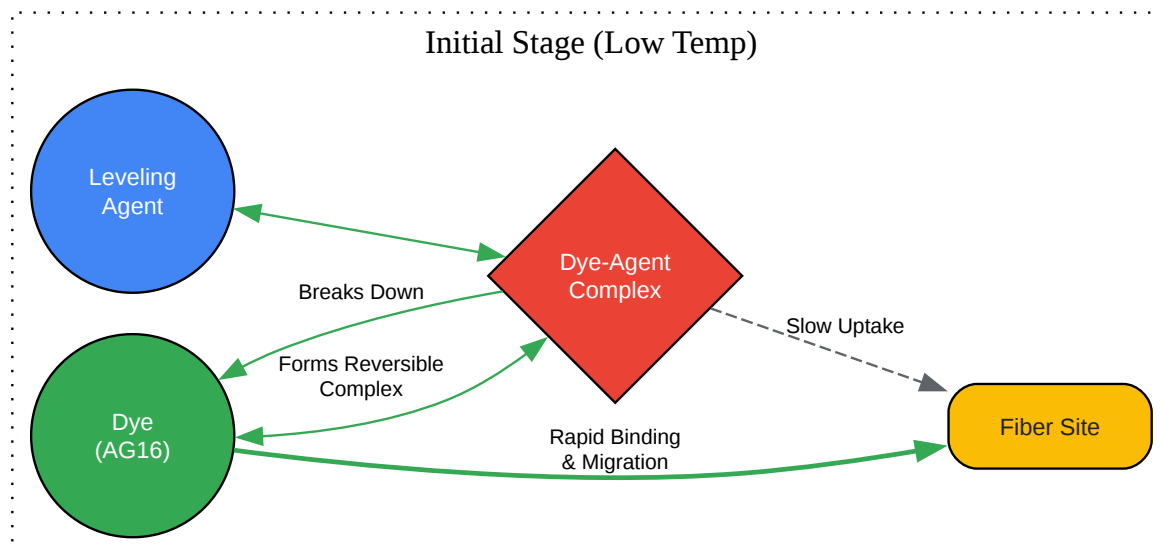 Initial Stage (Low Temp)
Leveling
Agent
Dye-Agent
Complex
Breaks Down
Slow Uptake
Forms Reversible
Complex
Dye
(AG16)
Fiber Site
Rapid Binding
& Migration